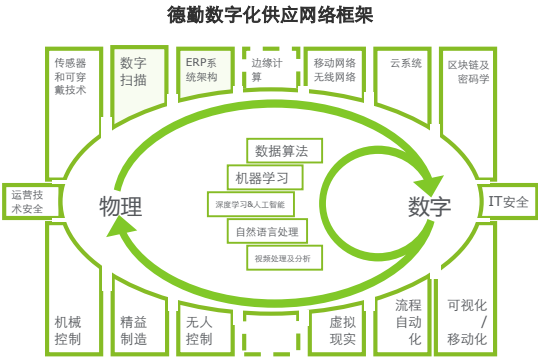 德勤数字化供应网络框架
传感器
和可穿
戴技术
数字
扫描
ERP系
统架构
边缘计
算
移动网络
无线网络
云系统
区块链及
密码学
运营技
术安全
物理
数据算法
机器学习
深度学习&人工智能
自然语言处理
视频处理及分析
数字
IT安全
机械
控制
精益
制造
无人
控制
虚拟
现实
流程
自动
化
可视化
/
移动化